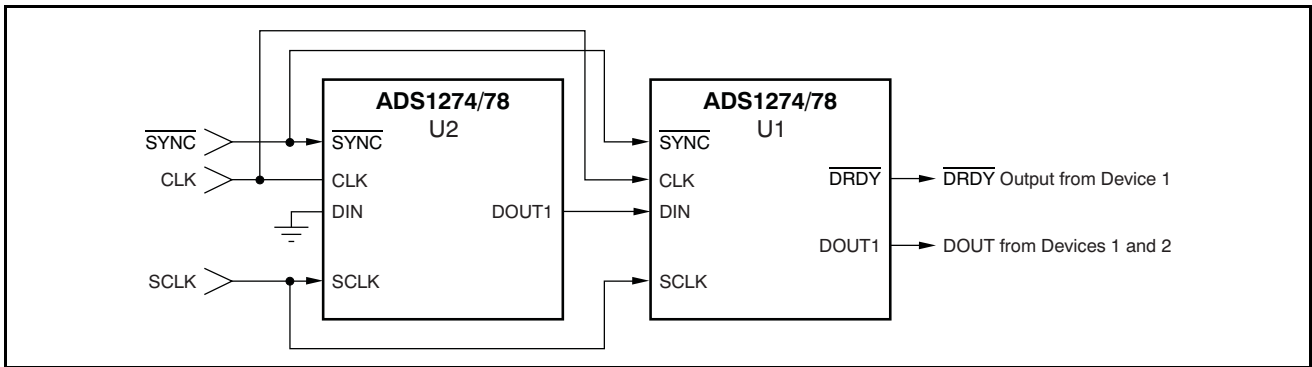 ADS1274/78
U2
SYNC
SYNC
CLK
CLK
DIN
DOUT1
SCLK
SCLK
ADS1274/78
U1
SYNC
CLK
DRDY
DRDY Output from Device 1
DIN
DOUT1
DOUT from Devices 1 and 2
SCLK